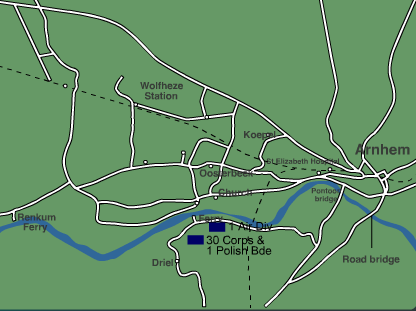 Wolfheze
Station
Koepel
Arnhem
St Elizabeth Hospital
Oosterbeek
Church
Pontoon
bridge
Renkum
Ferry
Ferry
1 Air Div
30 Corps &
1 Polish Bde
Driel
Road bridge